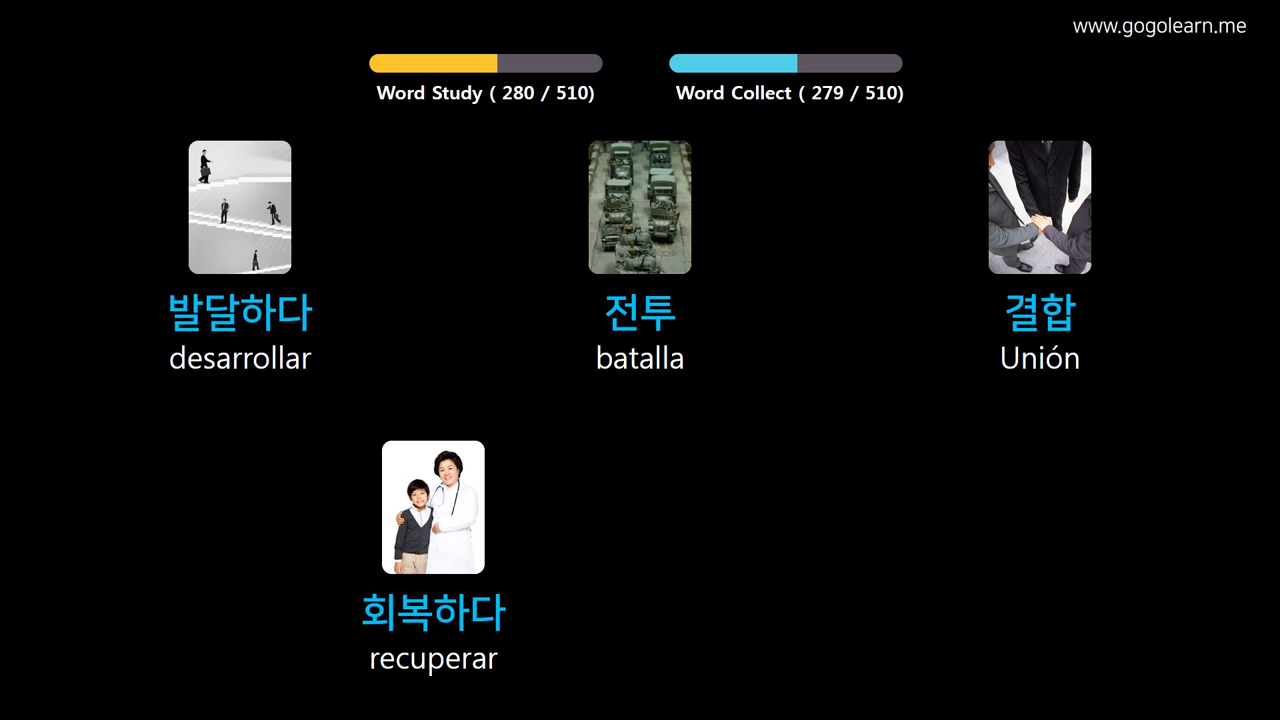 www.gogolearn.me
Word Study ( 280 / 510)
Word Collect ( 279 / 510)
발달하다
desarrollar
전투
batalla
결합
Unión
회복하다
recuperar